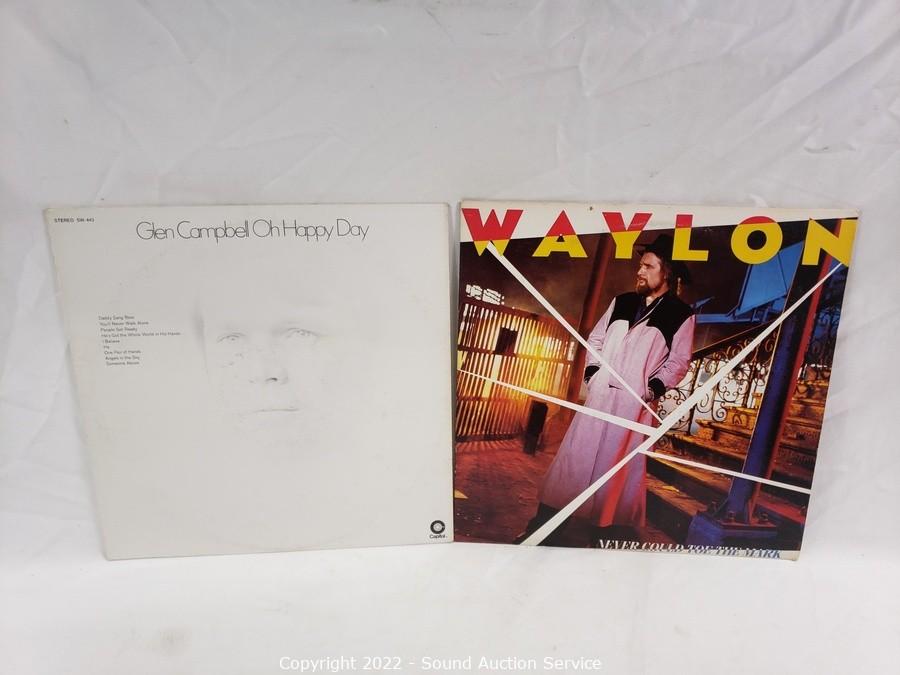 STEREO SW-443
Glen Campbell Oh Happy Day
Daddy Sang Bass
You'll Never Walk Alone
People Get Ready
He's Got the Whole World in His Hands
I Believe
He
One Pair of Hands
Angels in the Sky
Someone Above
Capitol
WAYLON
NEVER COULD TOE THE MARK
Copyright 2022 - Sound Auction Service